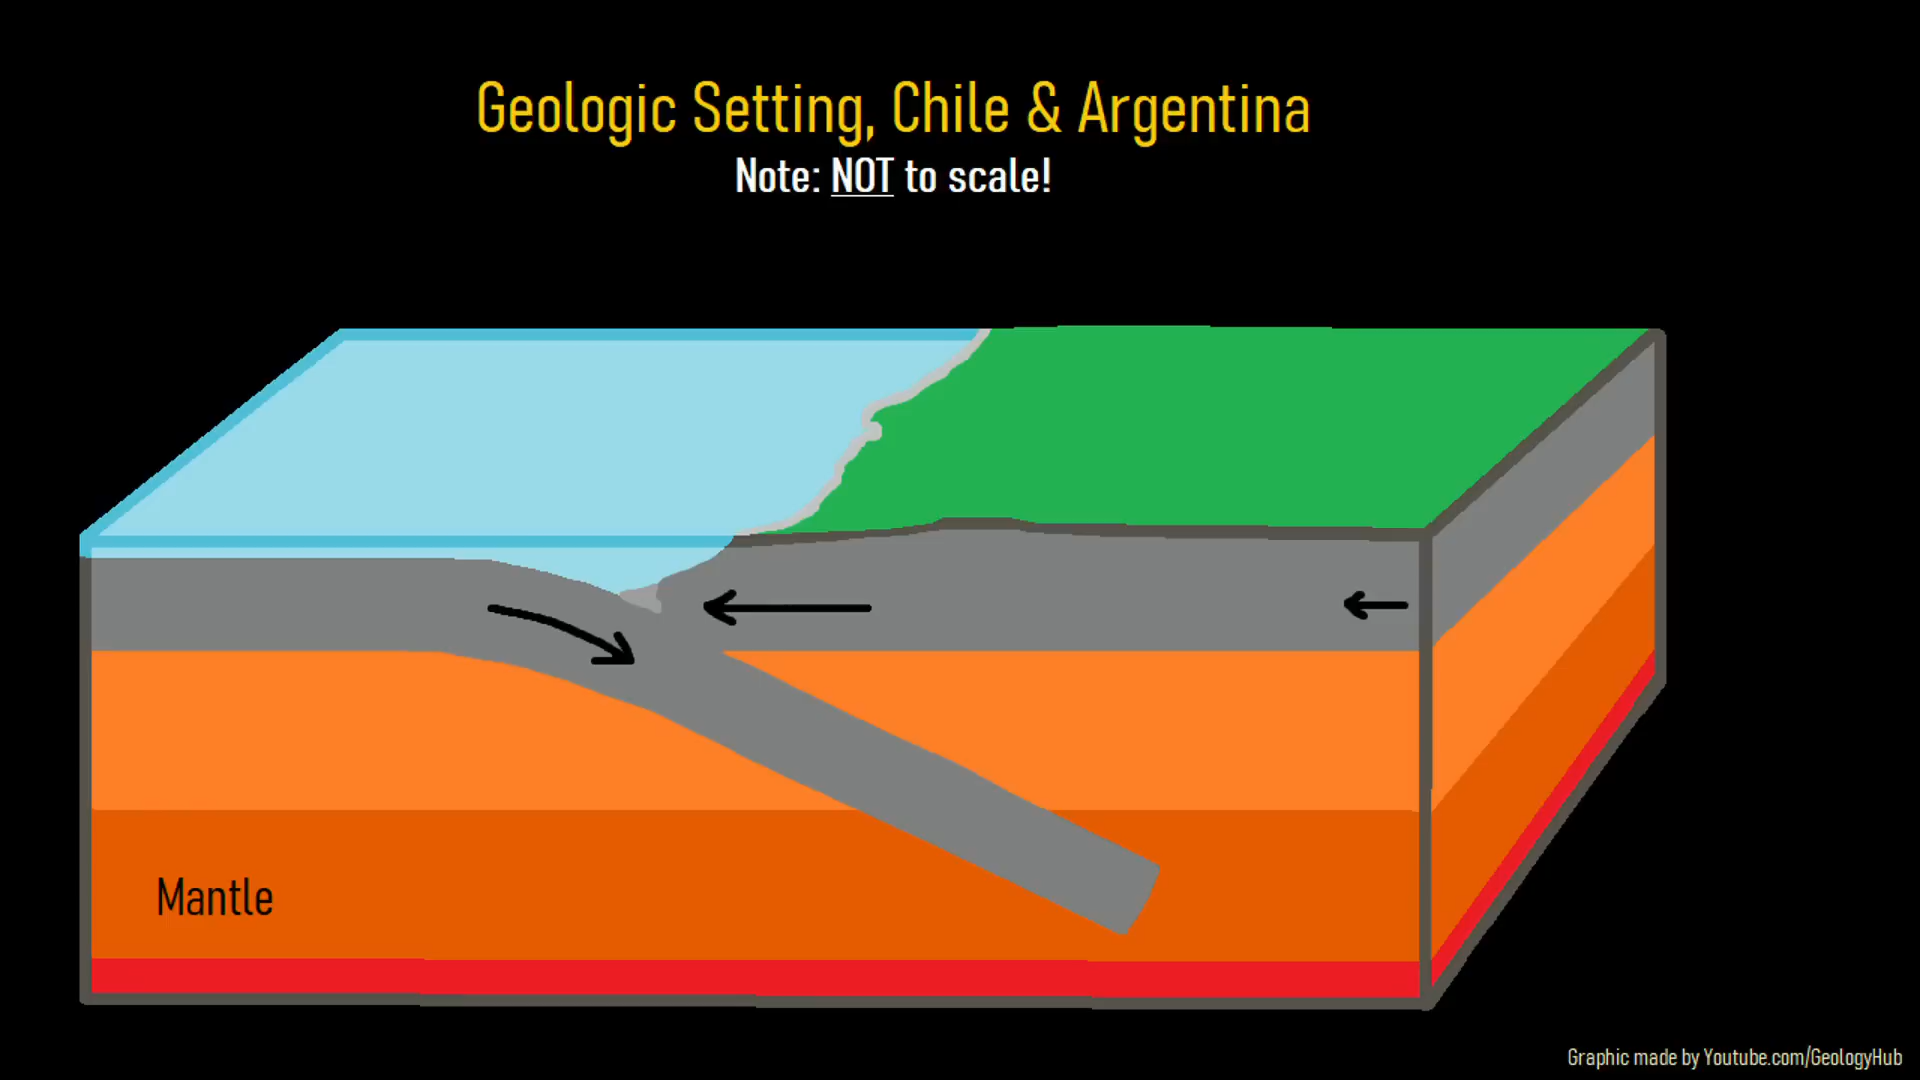 Geologic Setting, Chile & Argentina
Note: NOT to scale!
Mantle
Graphic made by Youtube.com/GeologyHub